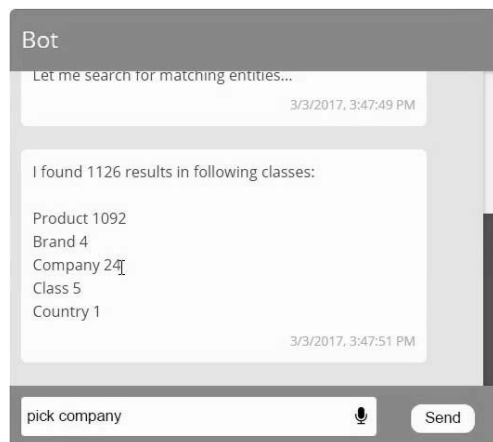 Bot
Let me search for matching entities...
3/3/2017, 3:47:49 PM
I found 1126 results in following classes:
Product 1092
Brand 4
Company 24
Class 5
Country 1
3/3/2017, 3:47:51 PM
pick company
Send